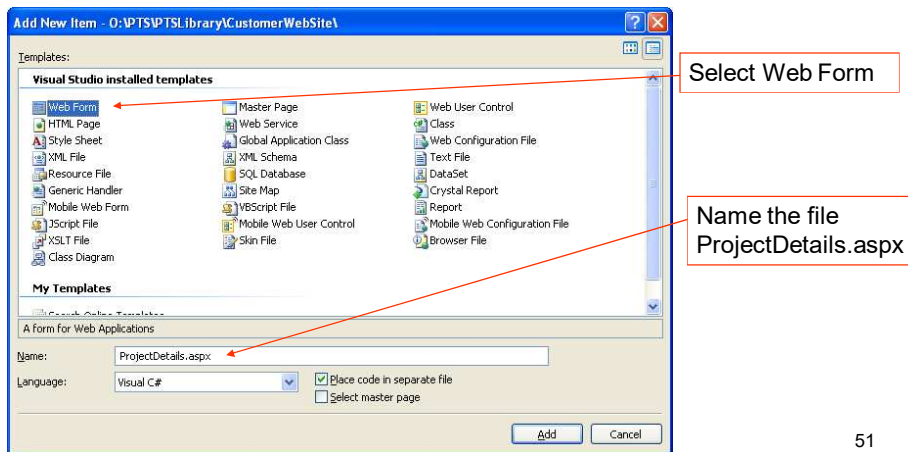 Add New Item - O:\PTS\PTSLibrary\CustomerWebSite\
Templates:
Visual Studio installed templates
Web Form Master Page Web User Control
HTML Page Web Service Class
Style Sheet Global Application Class Web Configuration File
XML File XML Schema Text File
Resource File SQL Database DataSet
Generic Handler Site Map Crystal Report
Mobile Web Form VBScript File Report
JScript File Mobile Web User Control Mobile Web Configuration File
XSLT File Skin File Browser File
Class Diagram
My Templates
Search Online Templates
A form for Web Applications
Name: ProjectDetails.aspx
Language: Visual C# Place code in separate file
Select master page
Add Cancel
Select Web Form
Name the file
ProjectDetails.aspx
51